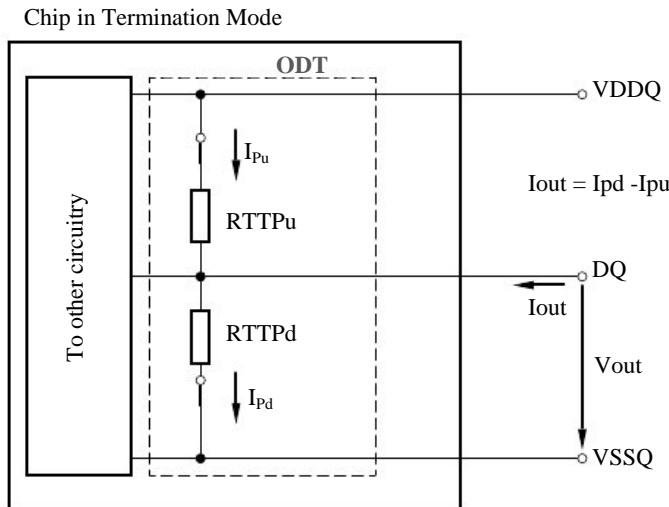 Chip in Termination Mode
ODT
VDDQ
IPu
Iout = Ipd -Ipu
RTTPu
To other circuitry
DQ
Iout
RTTPd
Vout
IPd
VSSQ